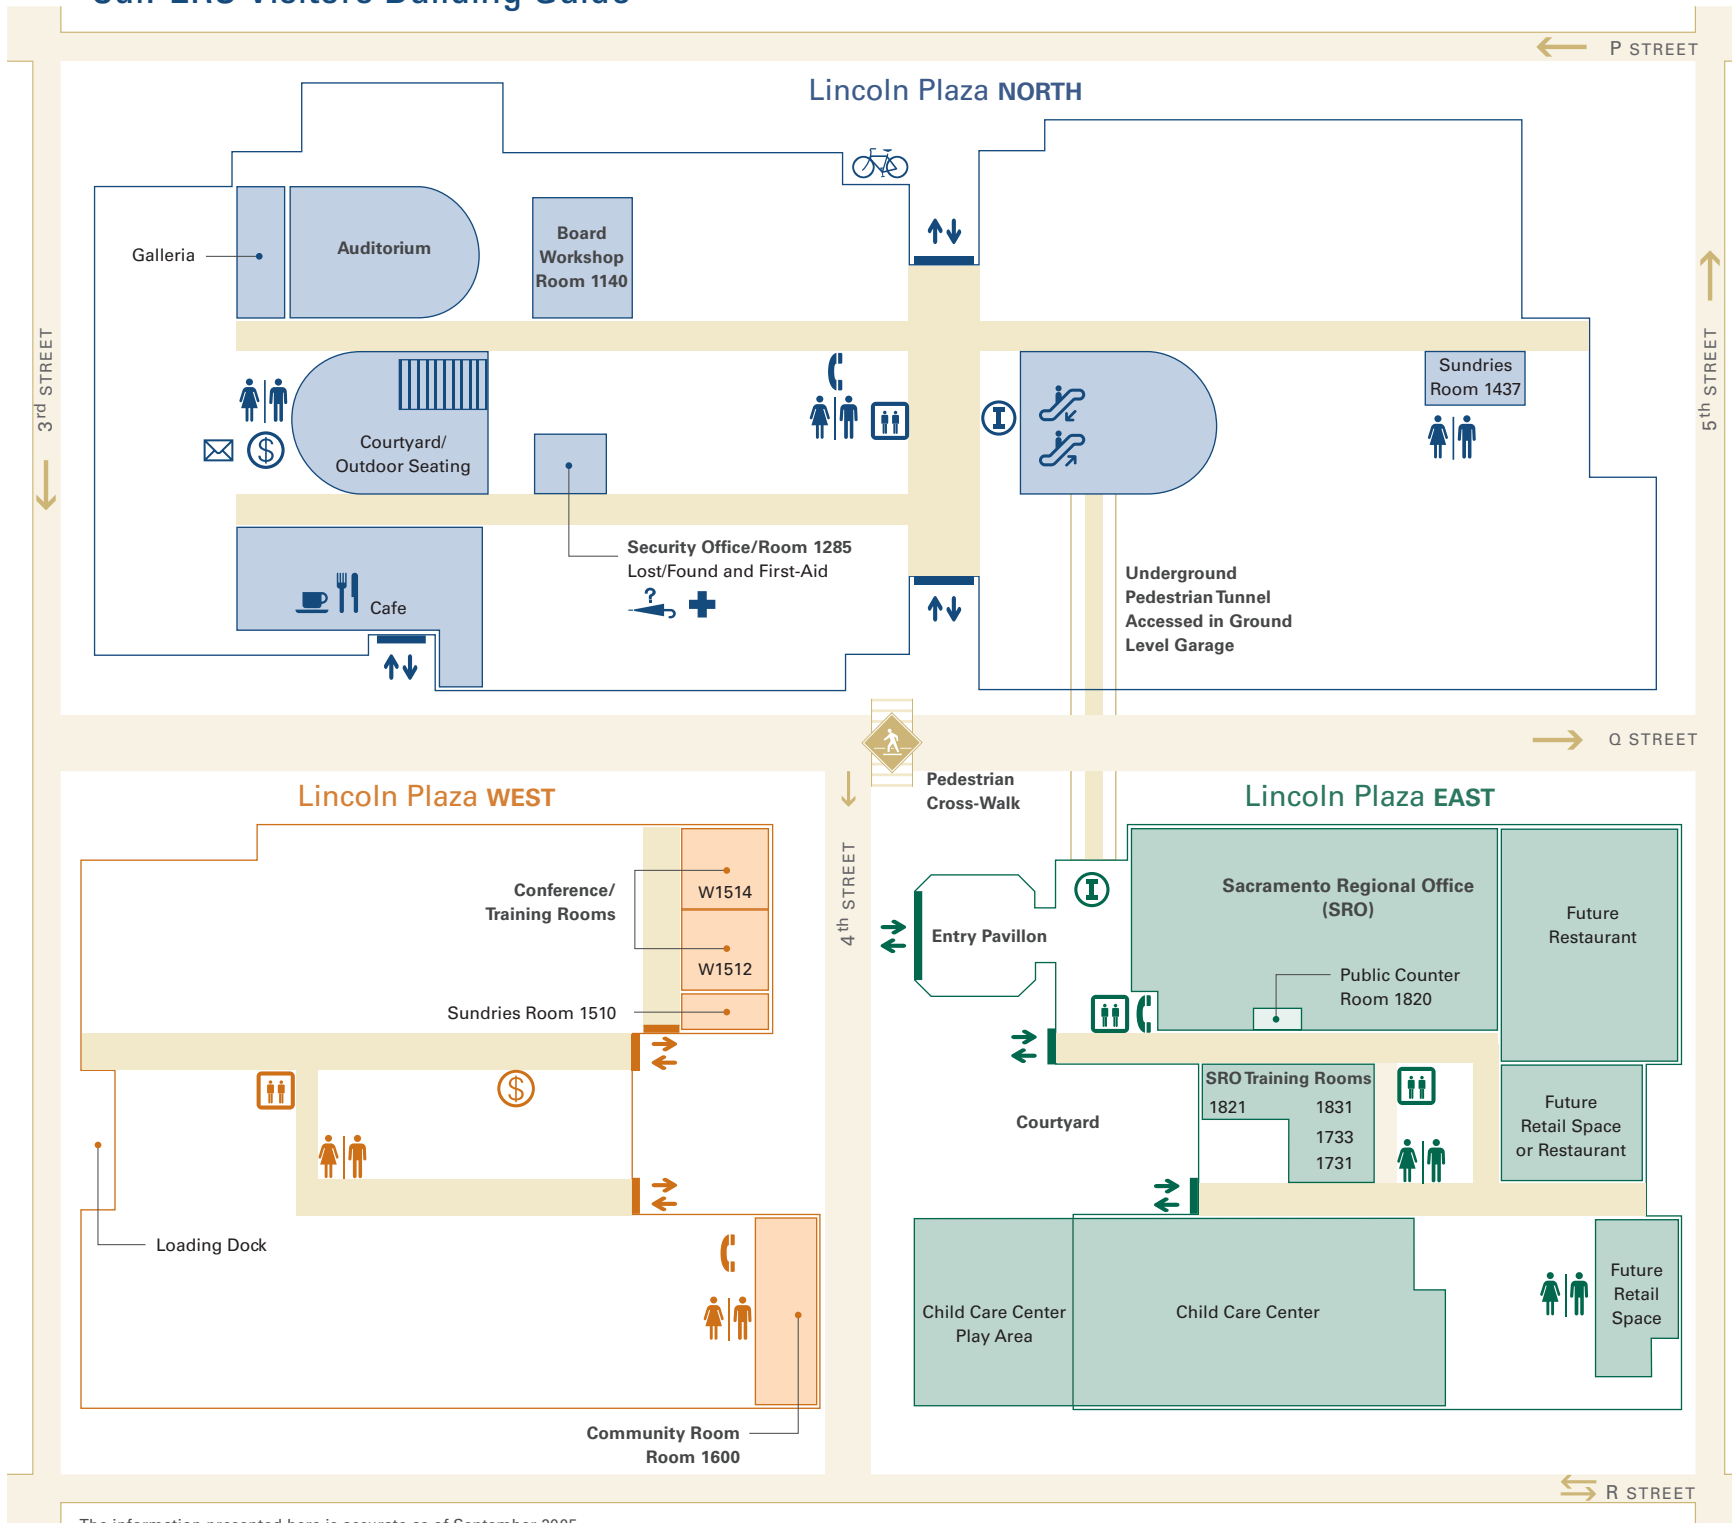 P STREET
Lincoln Plaza NORTH
Galleria
Auditorium
Board
Workshop
Room 1140
3rd STREET
5th STREET
Sundries
Room 1437
Courtyard/
Outdoor Seating
Security Office/Room 1285
Lost/Found and First-Aid
Cafe
Underground
Pedestrian Tunnel
Accessed in Ground
Level Garage
Q STREET
Pedestrian
Cross-Walk
Lincoln Plaza WEST
Conference/
Training Rooms
W1514
W1512
Sundries Room 1510
Loading Dock
Community Room
Room 1600
4th STREET
Lincoln Plaza EAST
Entry Pavillon
Sacramento Regional Office
(SRO)
Public Counter
Room 1820
Future
Restaurant
SRO Training Rooms
1821
1831
1733
1731
Courtyard
Future
Retail Space
or Restaurant
Child Care Center
Play Area
Child Care Center
Future
Retail
Space
R STREET